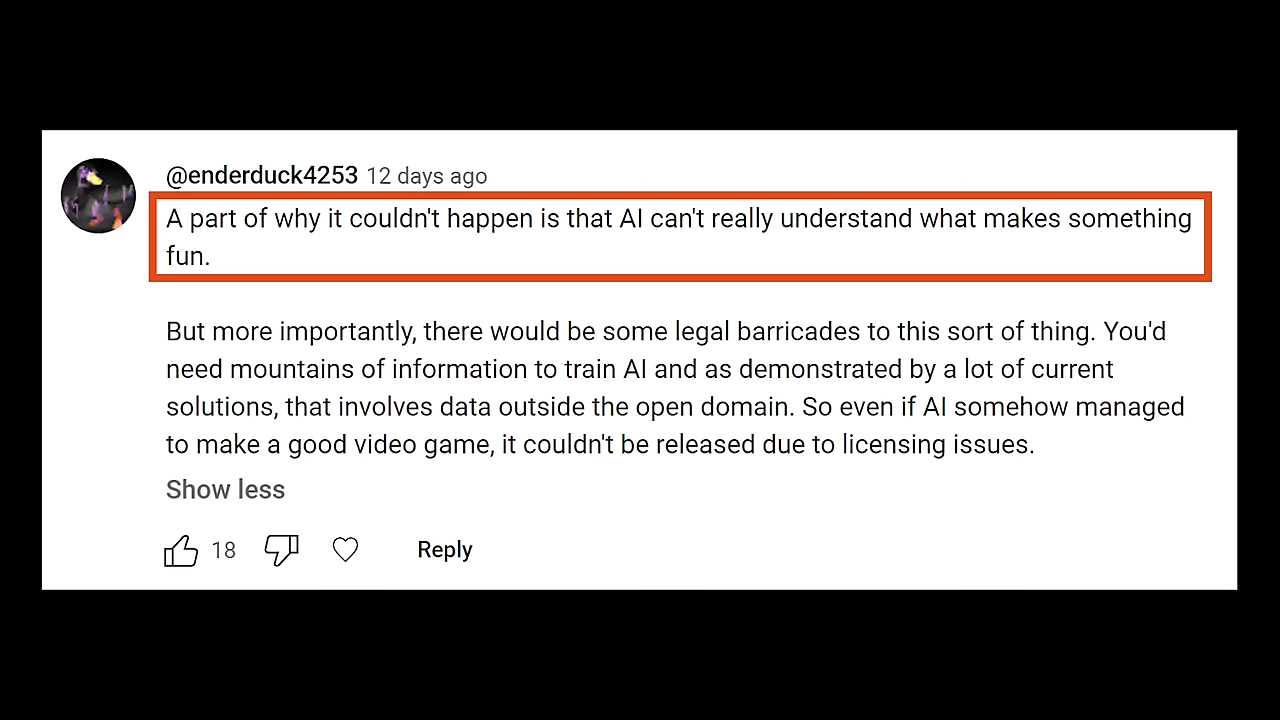 @enderduck4253 12 days ago
A part of why it couldn't happen is that AI can't really understand what makes something
fun.
But more importantly, there would be some legal barricades to this sort of thing. You'd
need mountains of information to train AI and as demonstrated by a lot of current
solutions, that involves data outside the open domain. So even if AI somehow managed
to make a good video game, it couldn't be released due to licensing issues.
Show less
18 Reply